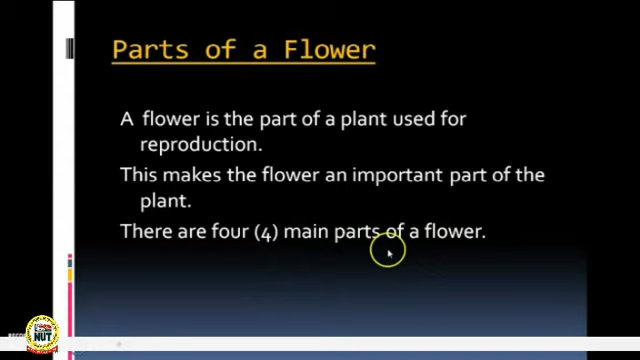 Parts of a Flower
A flower is the part of a plant used for
reproduction.
This makes the flower an important part of the
plant.
There are four (4) main parts of a flower.
NUT